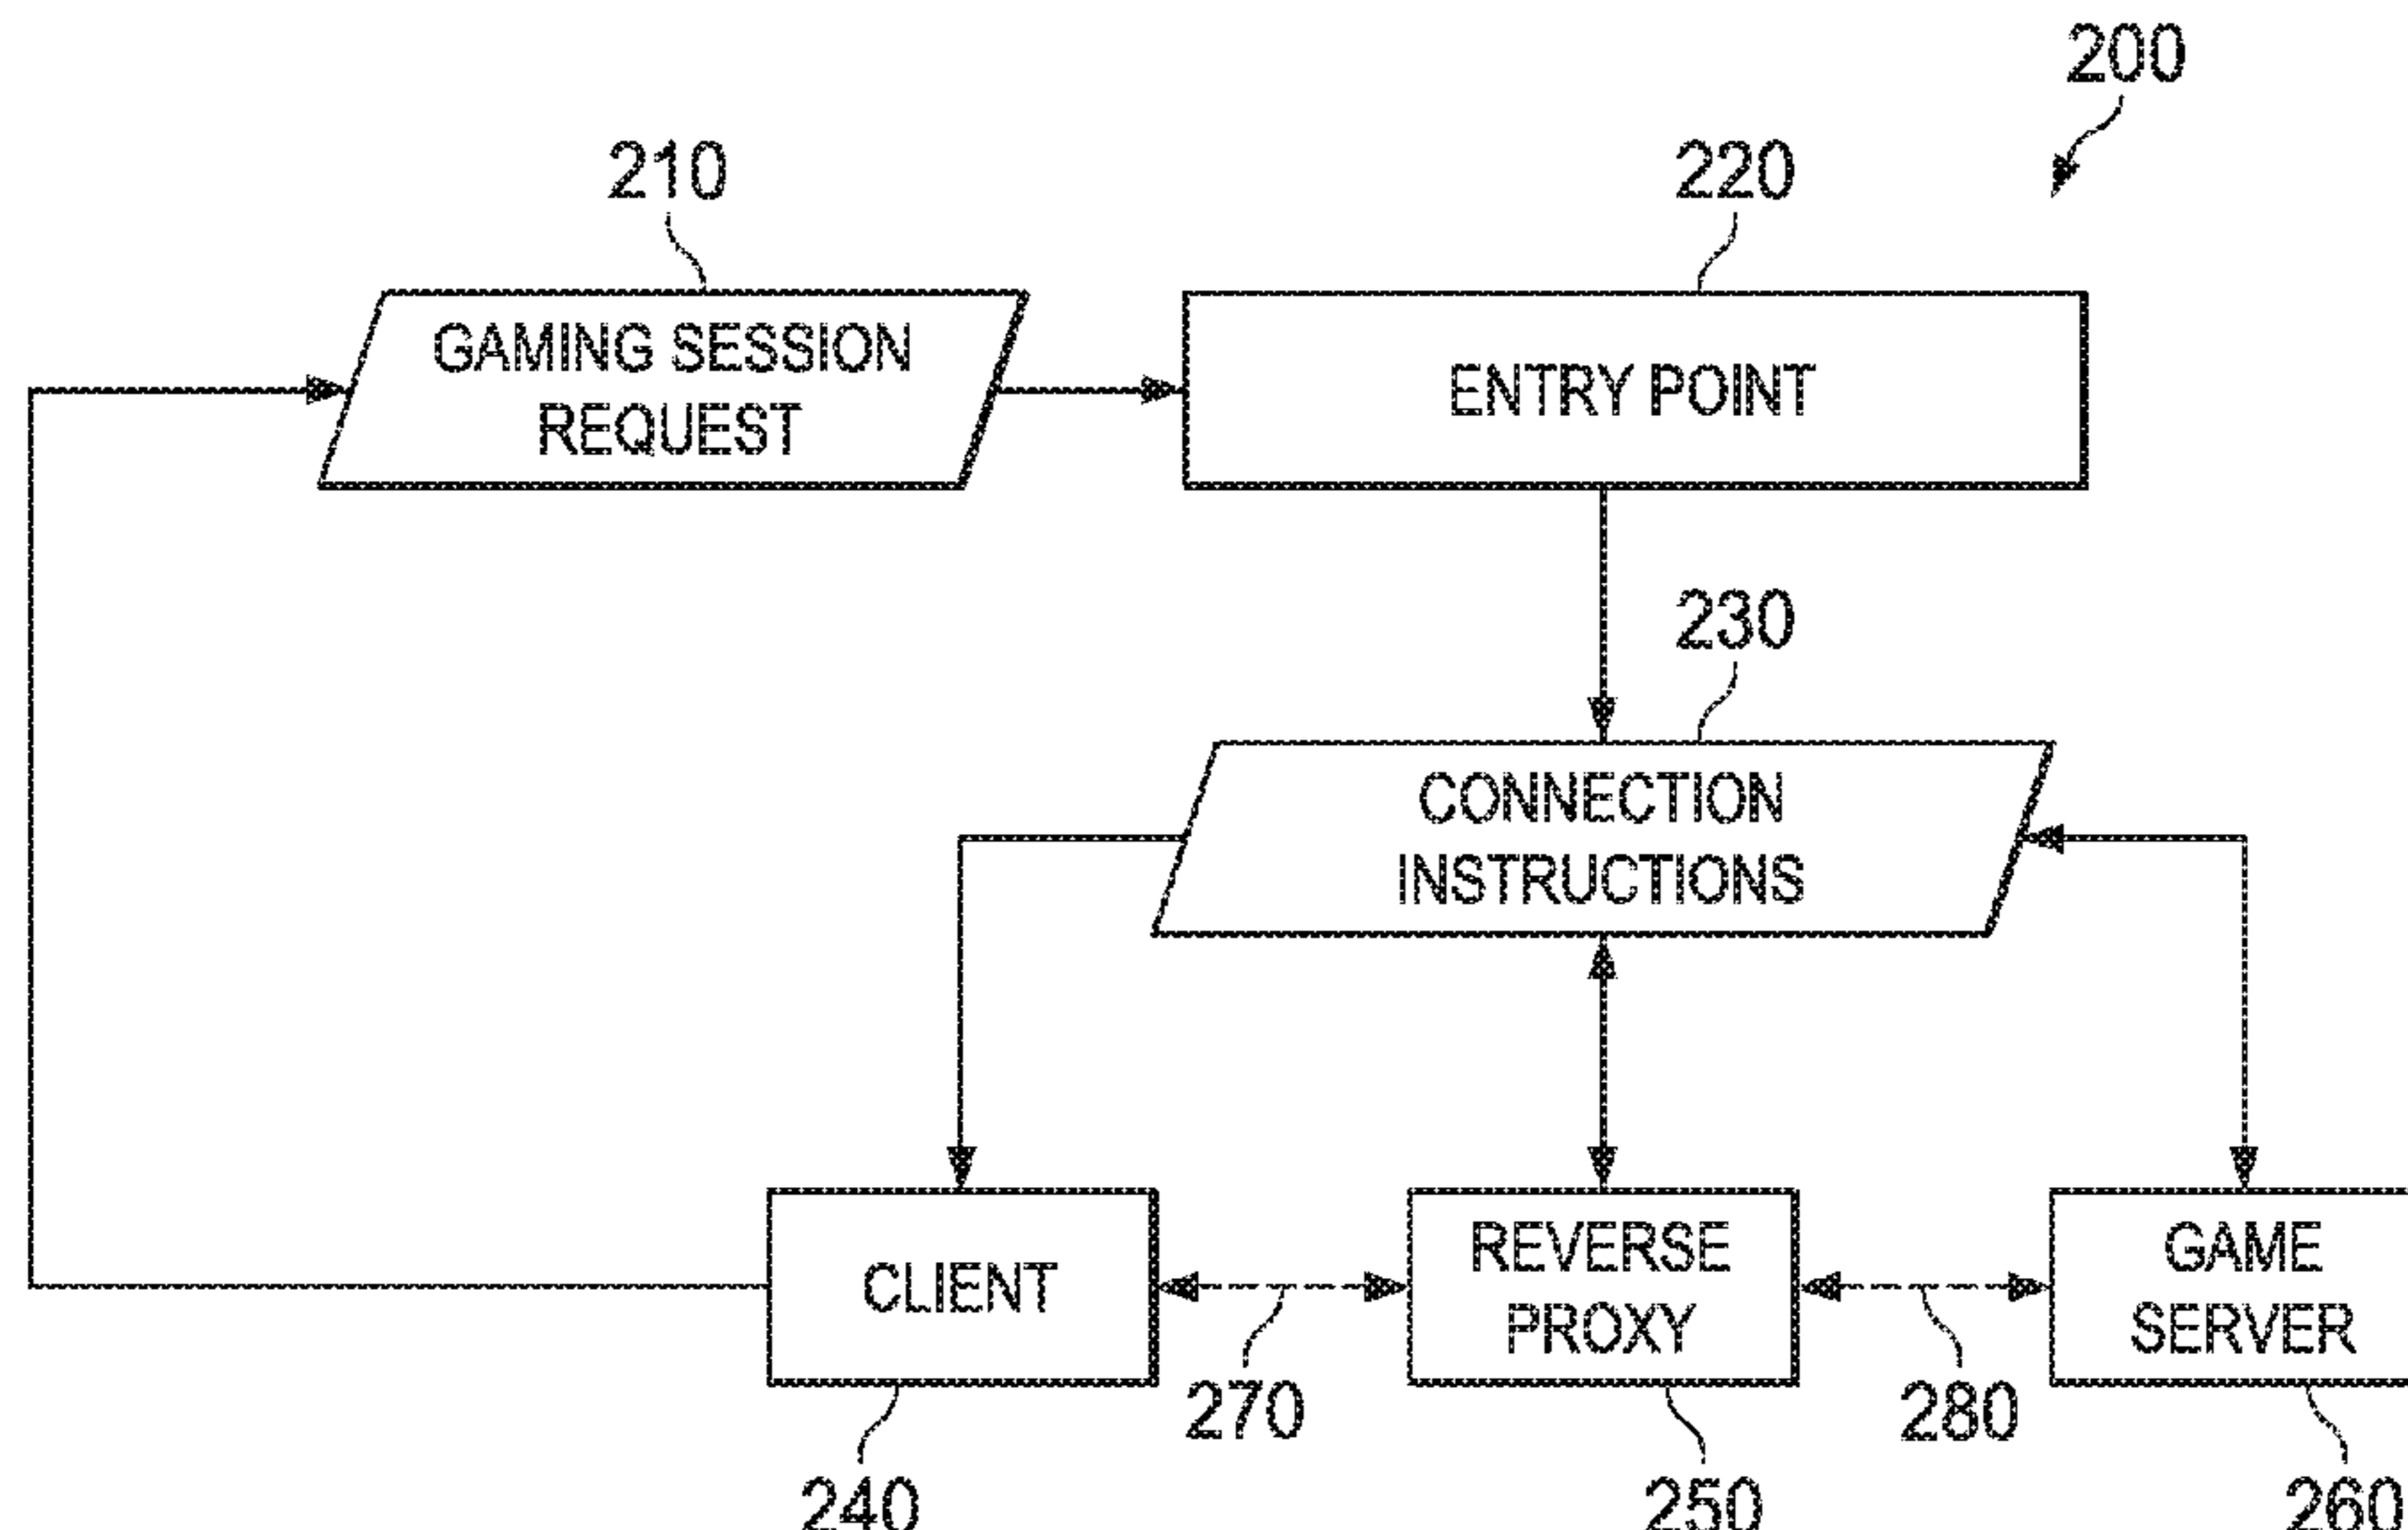 200
210
220
GAMING SESSION
REQUEST
ENTRY POINT
230
CONNECTION
INSTRUCTIONS
CLIENT
REVERSE
PROXY
GAME
SERVER
270
280
240
250
260